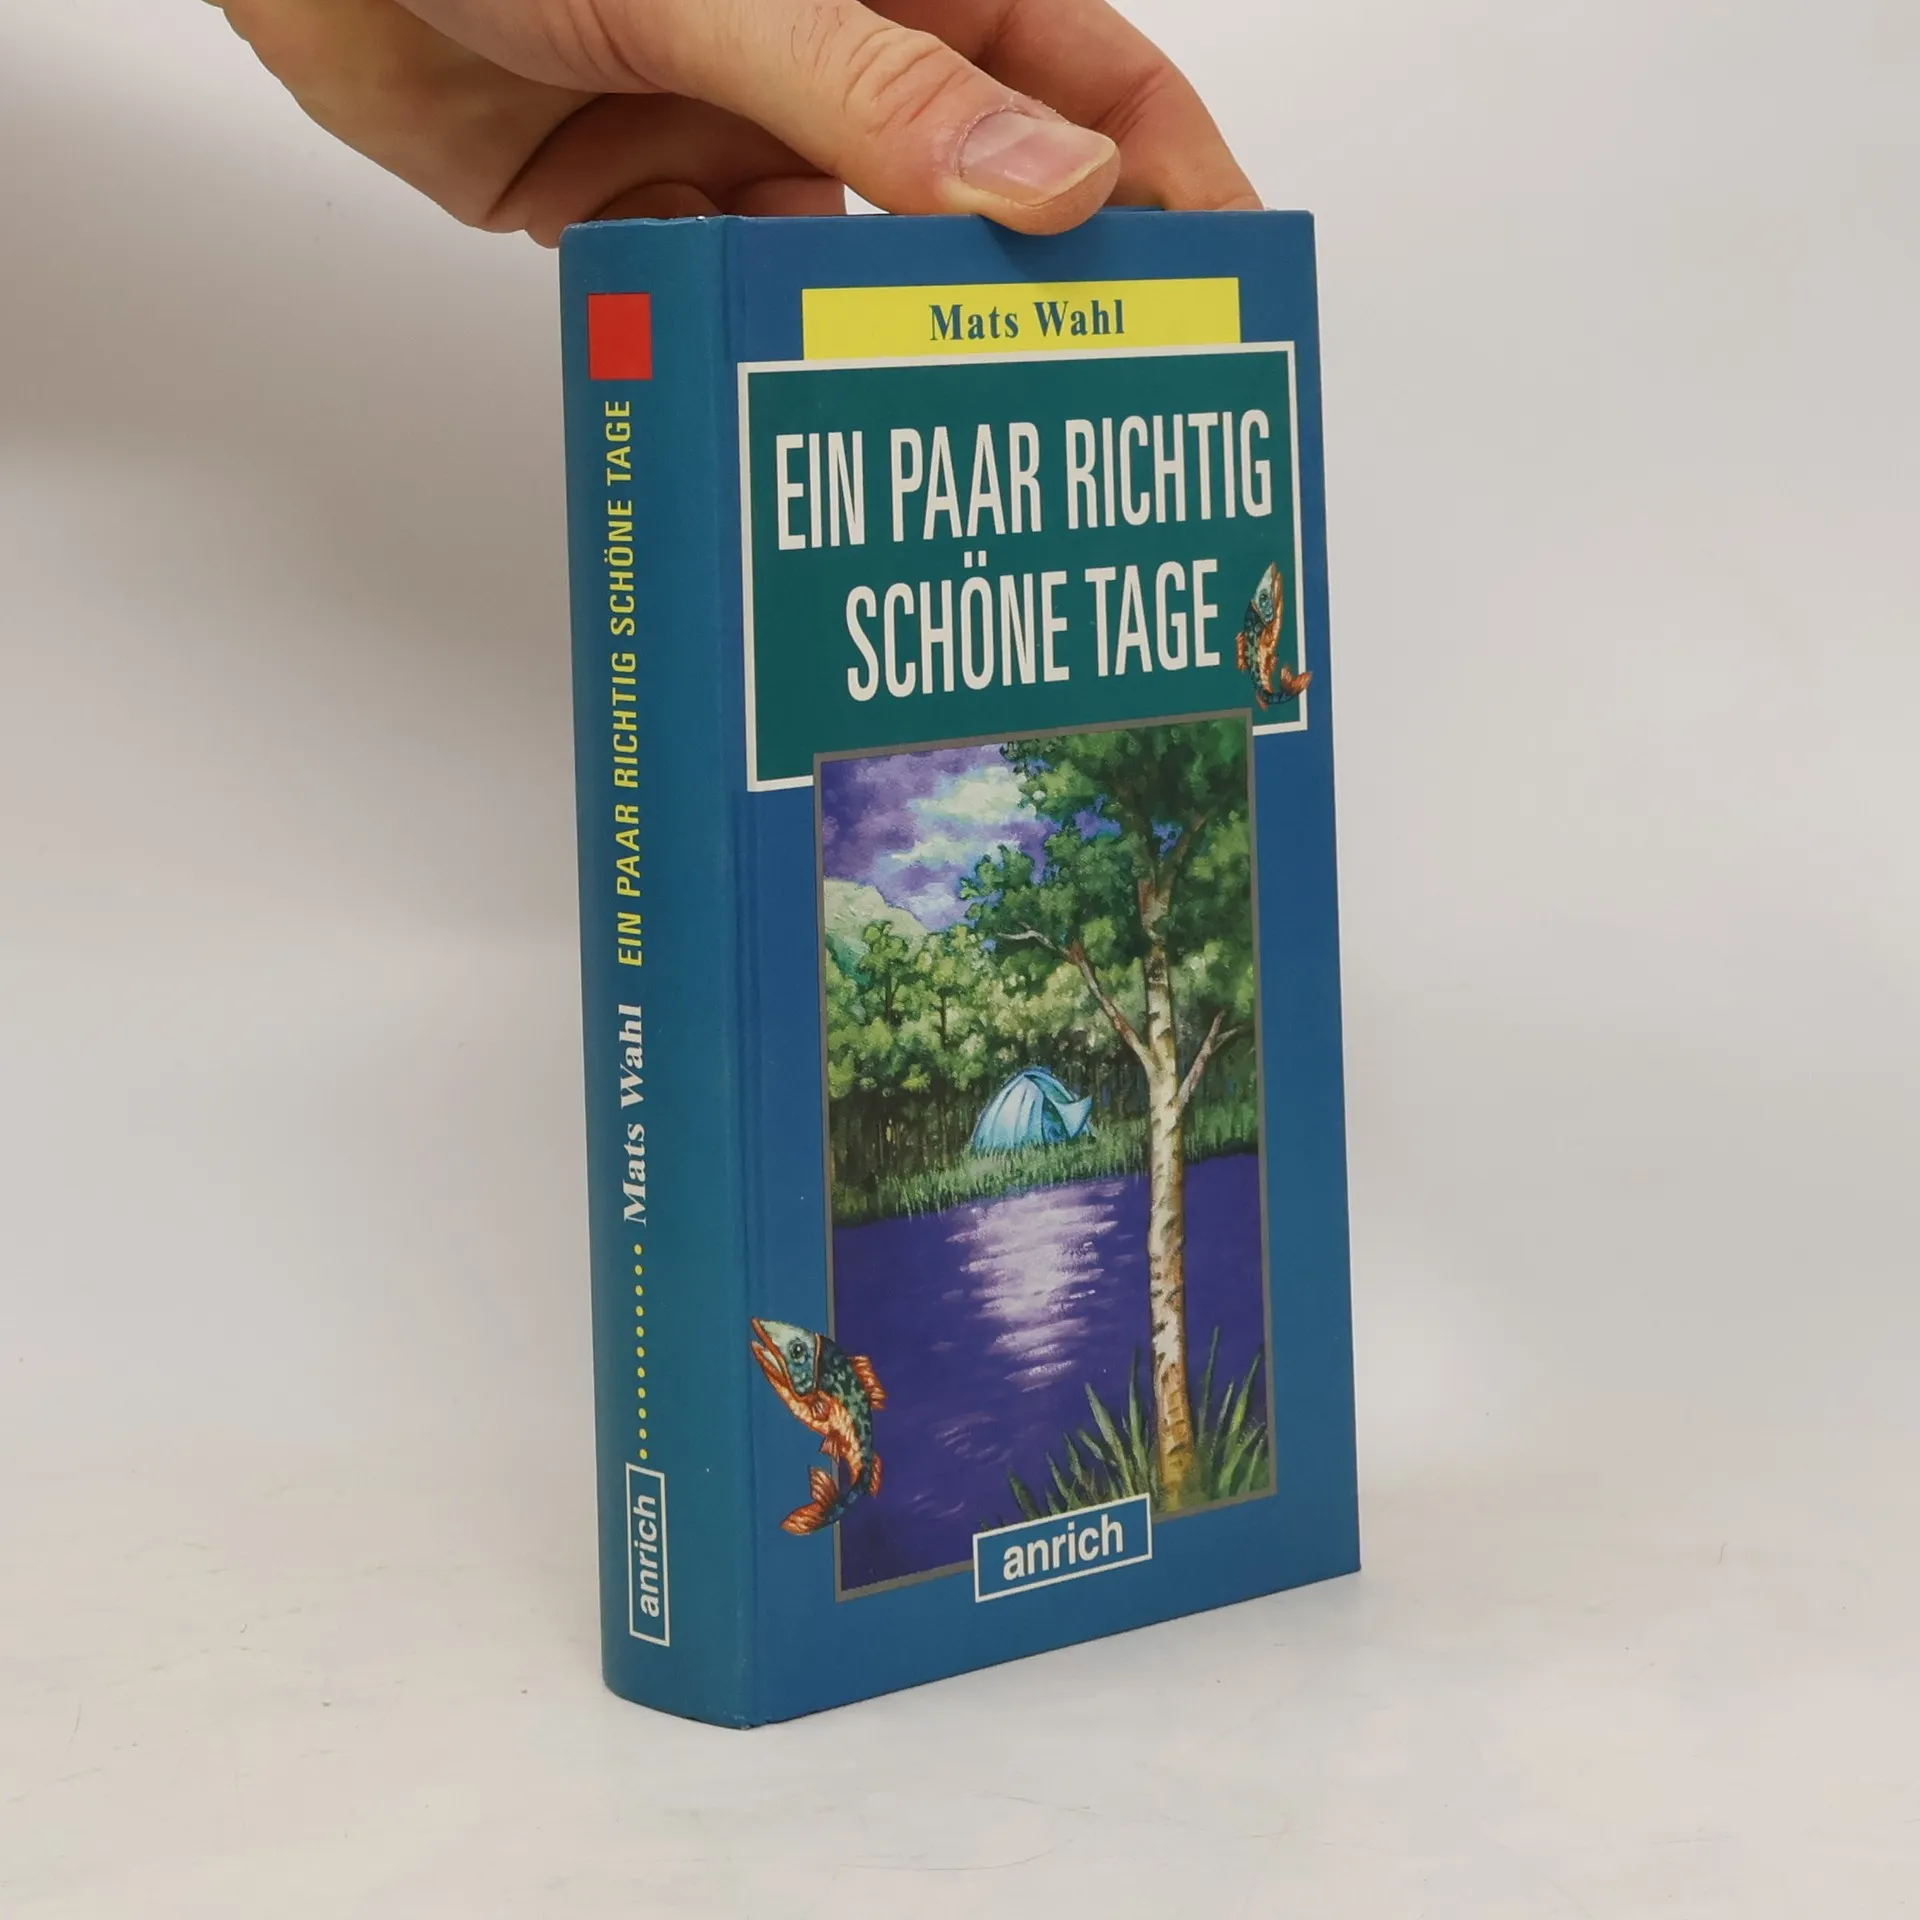 Mats Wahl
EIN PAAR RICHTIG
SCHÖNE TAGE
anrich
anrich Mats Wahl EIN PAAR RICHTIG SCHÖNE TAGE